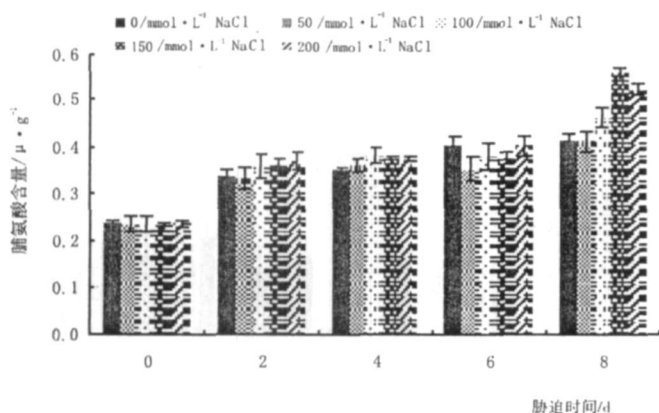 0/mmol·L⁻¹ NaCl 50/mmol·L⁻¹ NaCl 100/mmol·L⁻¹ NaCl
150/mmol·L⁻¹ NaCl 200/mmol·L⁻¹ NaCl
脯氨酸含量/μ·g⁻¹
0.6
0.5
0.4
0.3
0.2
0.1
0.0
0 2 4 6 8
胁迫时间/d